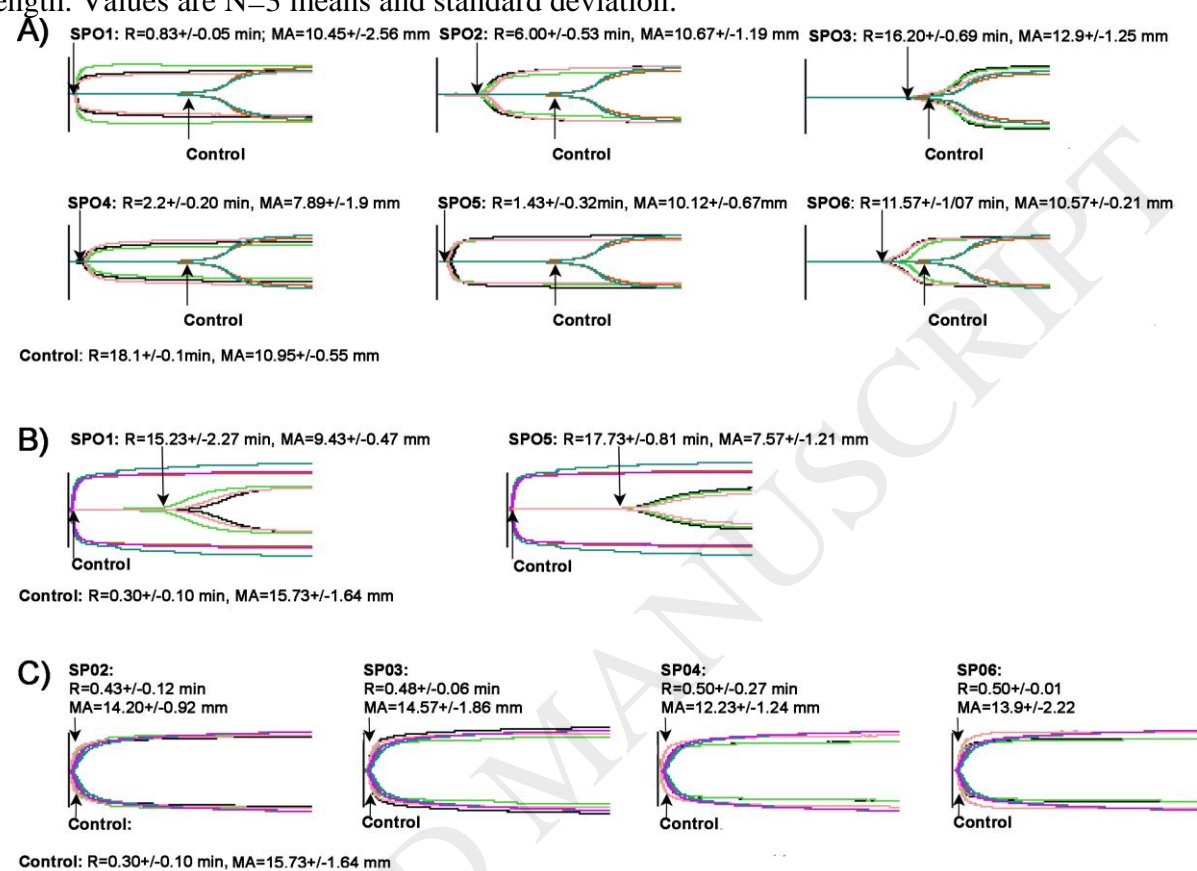 ength. Values are N=3 means and standard deviation.
A) SPO1: R=0.83+/-0.05 min; MA=10.45+/-2.56 mm SPO2: R=6.00+/-0.53 min, MA=10.67+/-1.19 mm SPO3: R=16.20+/-0.69 min, MA=12.9+/-1.25 mm
Control Control Control
SPO4: R=2.2+/-0.20 min, MA=7.89+/-1.9 mm SPO5: R=1.43+/-0.32min, MA=10.12+/-0.67mm SPO6: R=11.57+/-1/07 min, MA=10.57+/-0.21 mm
Control Control Control
Control: R=18.1+/-0.1min, MA=10.95+/-0.55 mm
B) SPO1: R=15.23+/-2.27 min, MA=9.43+/-0.47 mm SPO5: R=17.73+/-0.81 min, MA=7.57+/-1.21 mm
Control Control
Control: R=0.30+/-0.10 min, MA=15.73+/-1.64 mm
C) SP02: SP03: SP04: SP06:
R=0.43+/-0.12 min R=0.48+/-0.06 min R=0.50+/-0.27 min R=0.50+/-0.01
MA=14.20+/-0.92 mm MA=14.57+/-1.86 mm MA=12.23+/-1.24 mm MA=13.9+/-2.22
Control: Control Control Control
Control: R=0.30+/-0.10 min, MA=15.73+/-1.64 mm
D MANUSCRIPT